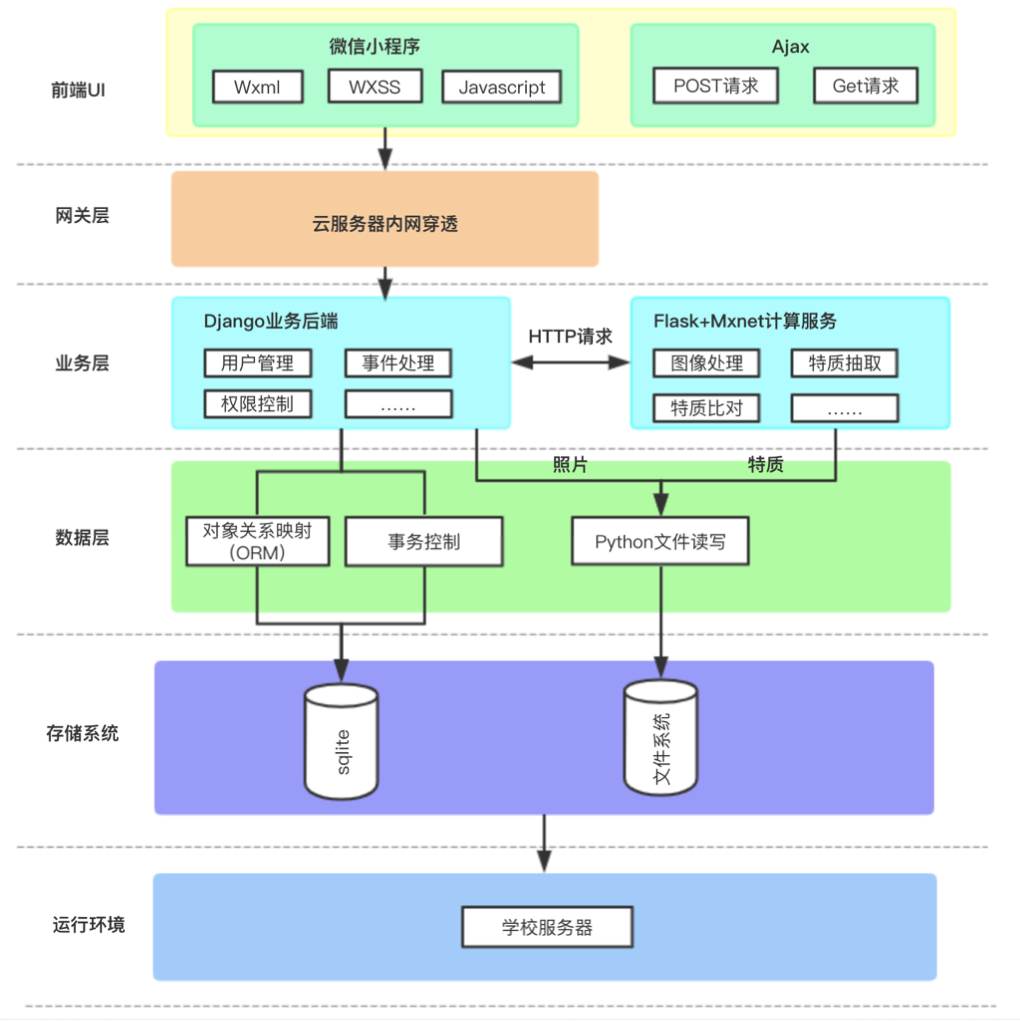 微信小程序
Ajax
前端UI
Wxml
WXSS
Javascript
POST请求
Get请求
网关层
云服务器内网穿透
Django业务后端
HTTP请求
Flask+Mxnet计算服务
业务层
用户管理
事件处理
图像处理
特质抽取
权限控制
......
特质比对
......
照片
特质
数据层
对象关系映射
（ORM）
事务控制
Python文件读写
存储系统
sqlite
文件系统
运行环境
学校服务器